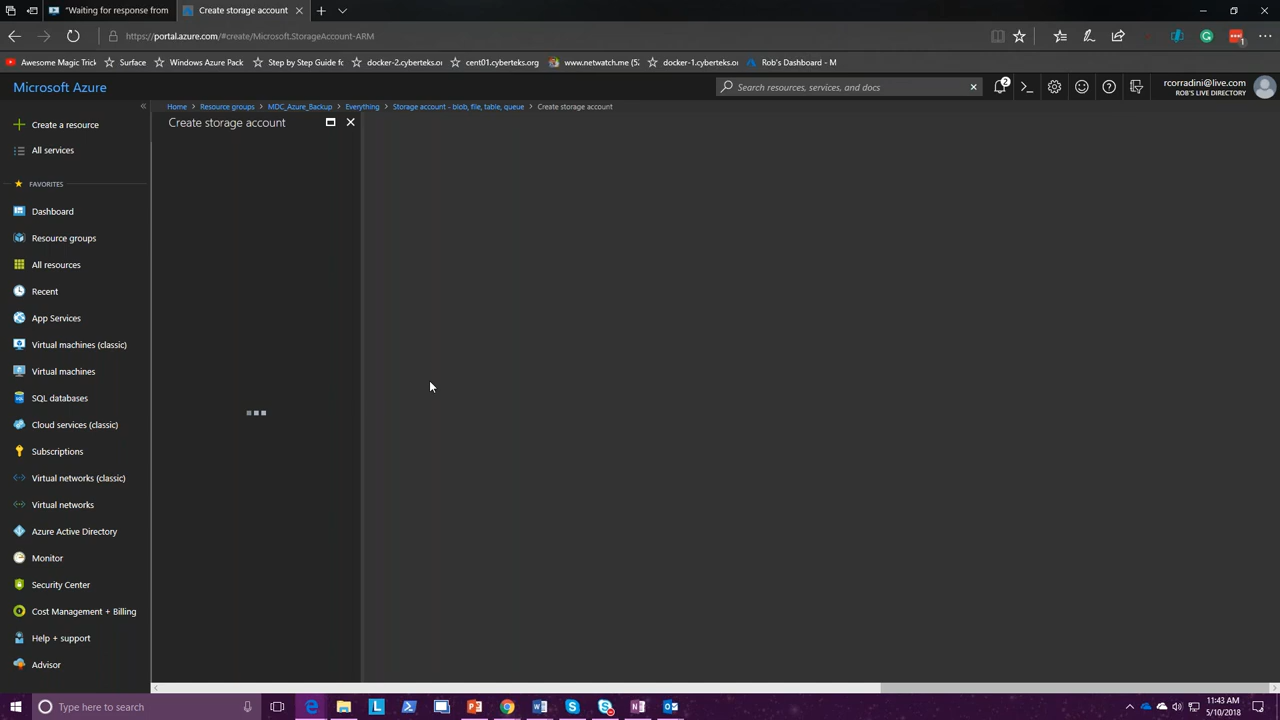 "Waiting for response from
Create storage account
https://portal.azure.com/#create/Microsoft.StorageAccount-ARM
Awesome Magic Trick
Surface
Windows Azure Pack
Step by Step Guide fo
docker-2.cyberteks.co
cent01.cyberteks.org
www.netwatch.me (52
docker-1.cyberteks.co
Rob's Dashboard - M
Microsoft Azure
Search resources, services, and docs
2
1
rcorradini@live.com
ROB'S LIVE DIRECTORY
Home
Resource groups
MDC_Azure_Backup
Everything
Storage account - blob, file, table, queue
Create storage account
Create storage account
Create a resource
All services
FAVORITES
Dashboard
Resource groups
All resources
Recent
App Services
Virtual machines (classic)
Virtual machines
SQL databases
Cloud services (classic)
Subscriptions
Virtual networks (classic)
Virtual networks
Azure Active Directory
Monitor
Security Center
Cost Management + Billing
Help + support
Advisor
Type here to search
11:43 AM
5/10/2018